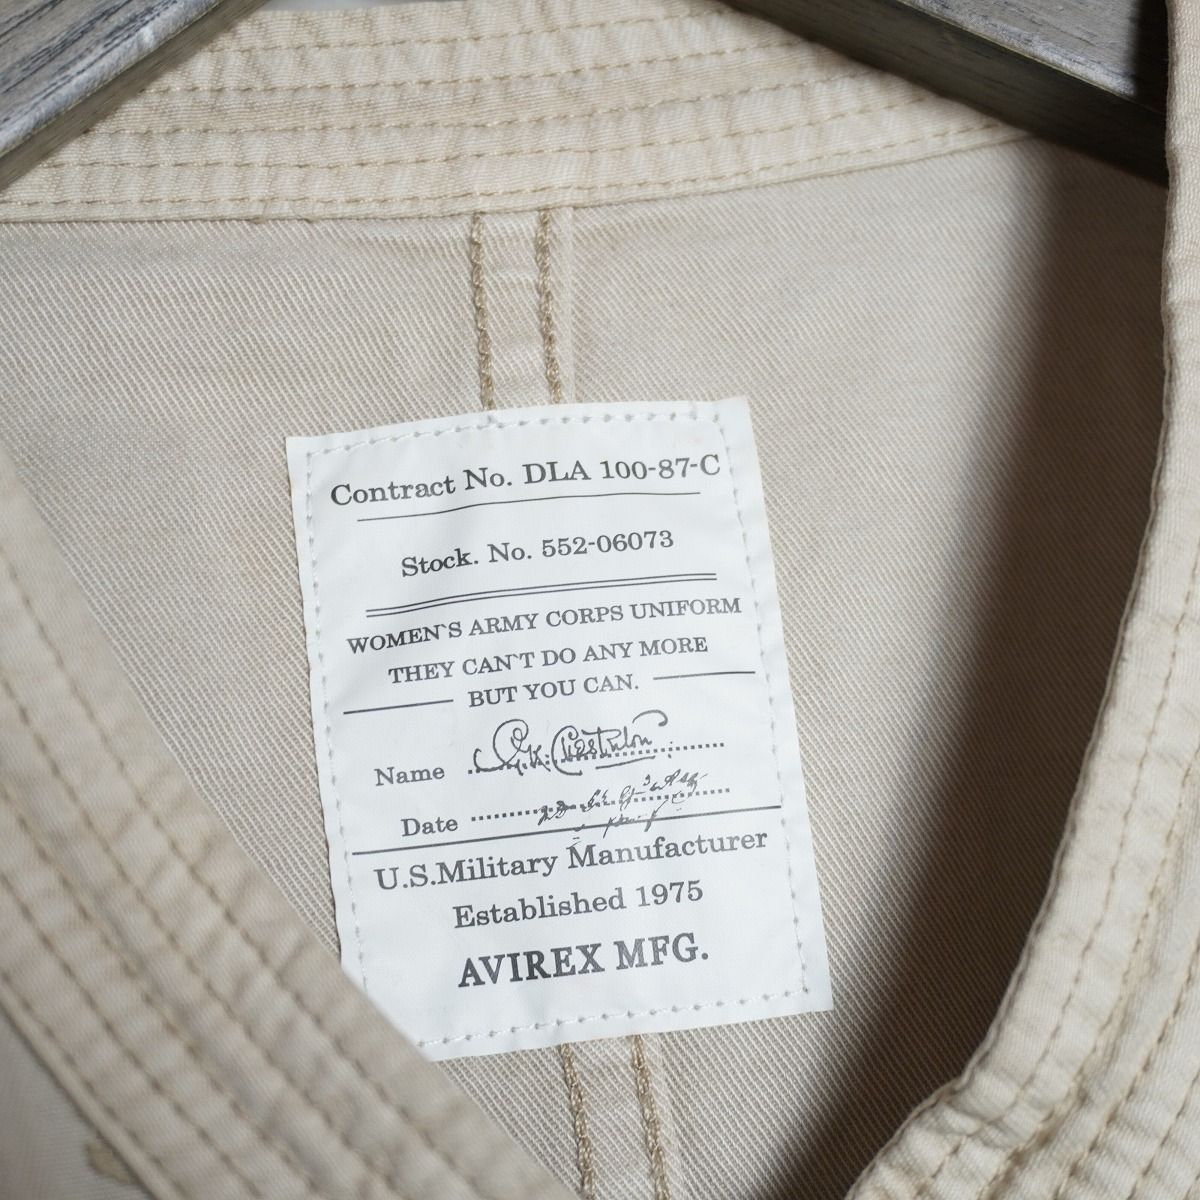 Contract No. DLA 100-87-C
Stock. No. 552-06073
WOMEN`S ARMY CORPS UNIFORM
THEY CAN`T DO ANY MORE
BUT YOU CAN.
Name G.K. Chesterton
Date
U.S.Military Manufacturer
Established 1975
AVIREX MFG.